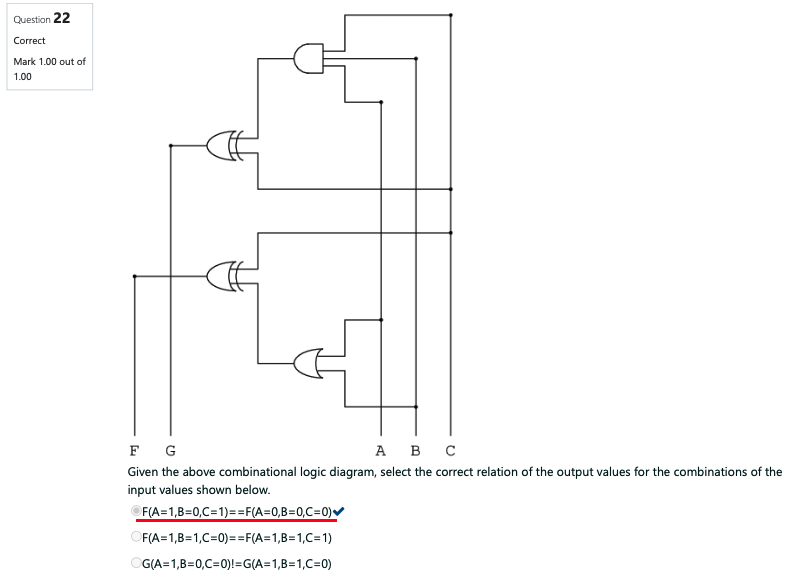 Question 22
Correct
Mark 1.00 out of
1.00
F G A B C
Given the above combinational logic diagram, select the correct relation of the output values for the combinations of the
input values shown below.
F(A=1,B=0,C=1)==F(A=0,B=0,C=0)
F(A=1,B=1,C=0)==F(A=1,B=1,C=1)
G(A=1,B=0,C=0)!=G(A=1,B=1,C=0)